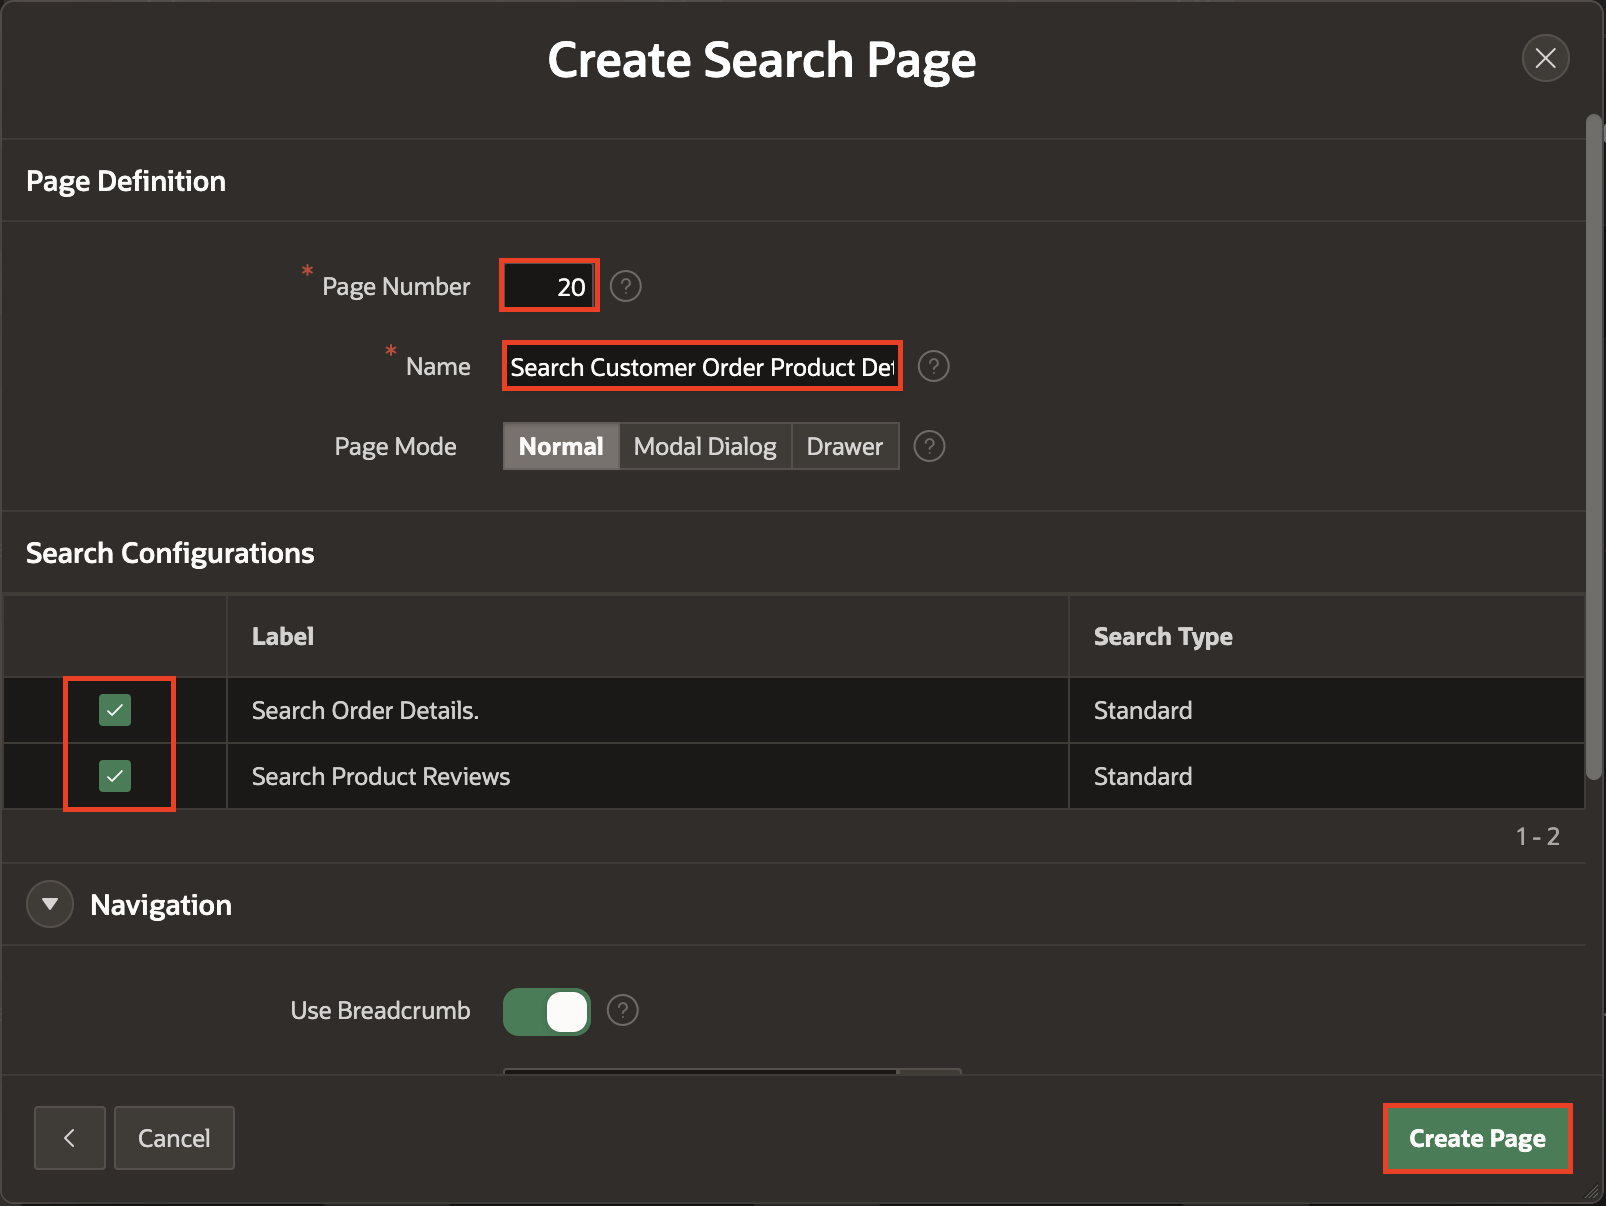 Create Search Page
Page Definition
* Page Number 20 ?
* Name Search Customer Order Product Det ?
Page Mode Normal Modal Dialog Drawer ?
Search Configurations
Label Search Type
Search Order Details. Standard
Search Product Reviews Standard
1 - 2
Navigation
Use Breadcrumb ?
Cancel Create Page